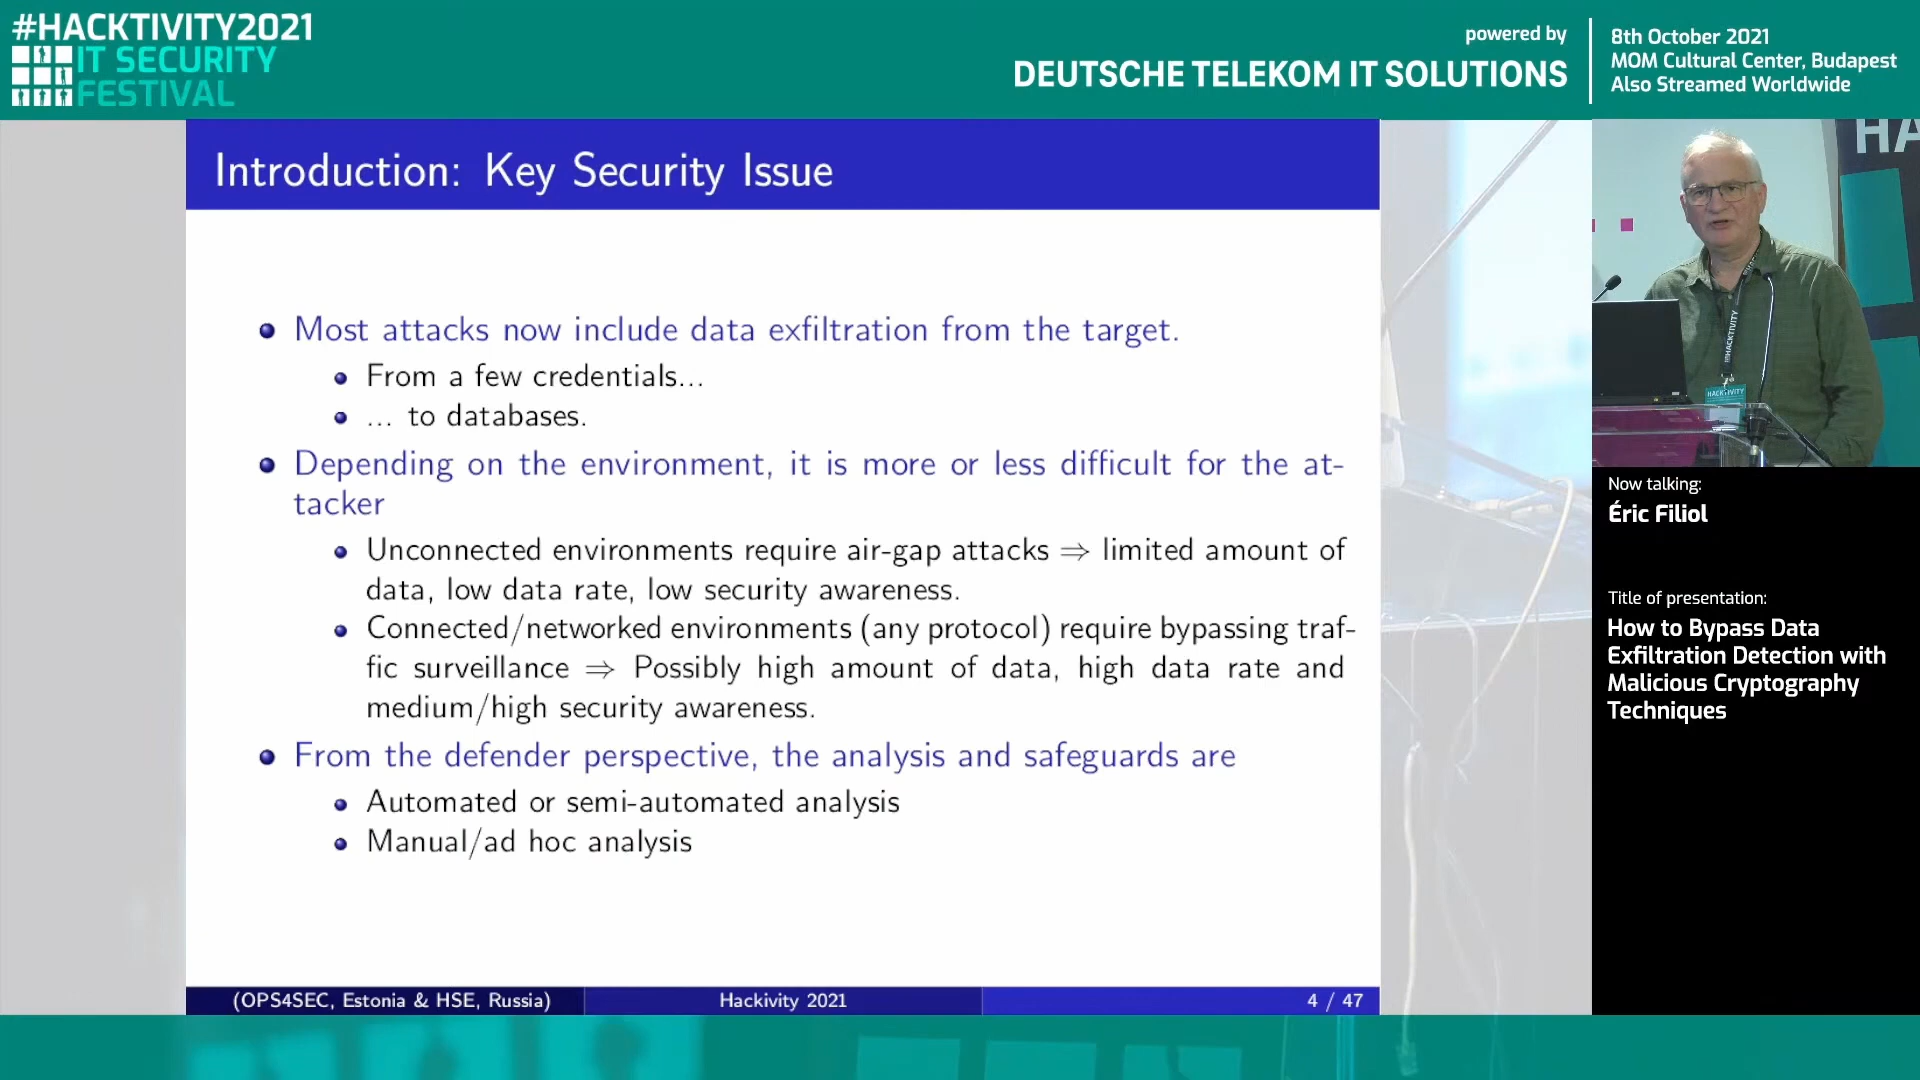 #HACKTIVITY2021
IT SECURITY
FESTIVAL
powered by
DEUTSCHE TELEKOM IT SOLUTIONS
8th October 2021
MOM Cultural Center, Budapest
Also Streamed Worldwide
Introduction: Key Security Issue
Most attacks now include data exfiltration from the target.
From a few credentials...
... to databases.
Depending on the environment, it is more or less difficult for the at-
tacker
Unconnected environments require air-gap attacks ⇒ limited amount of
data, low data rate, low security awareness.
Connected/networked environments (any protocol) require bypassing traf-
fic surveillance ⇒ Possibly high amount of data, high data rate and
medium/high security awareness.
From the defender perspective, the analysis and safeguards are
Automated or semi-automated analysis
Manual/ad hoc analysis
(OPS4SEC, Estonia & HSE, Russia)
Hackivity 2021
4 / 47
HA
#HACKTIVITY
HACKTIVITY
Now talking:
Éric Filiol
Title of presentation:
How to Bypass Data
Exfiltration Detection with
Malicious Cryptography
Techniques